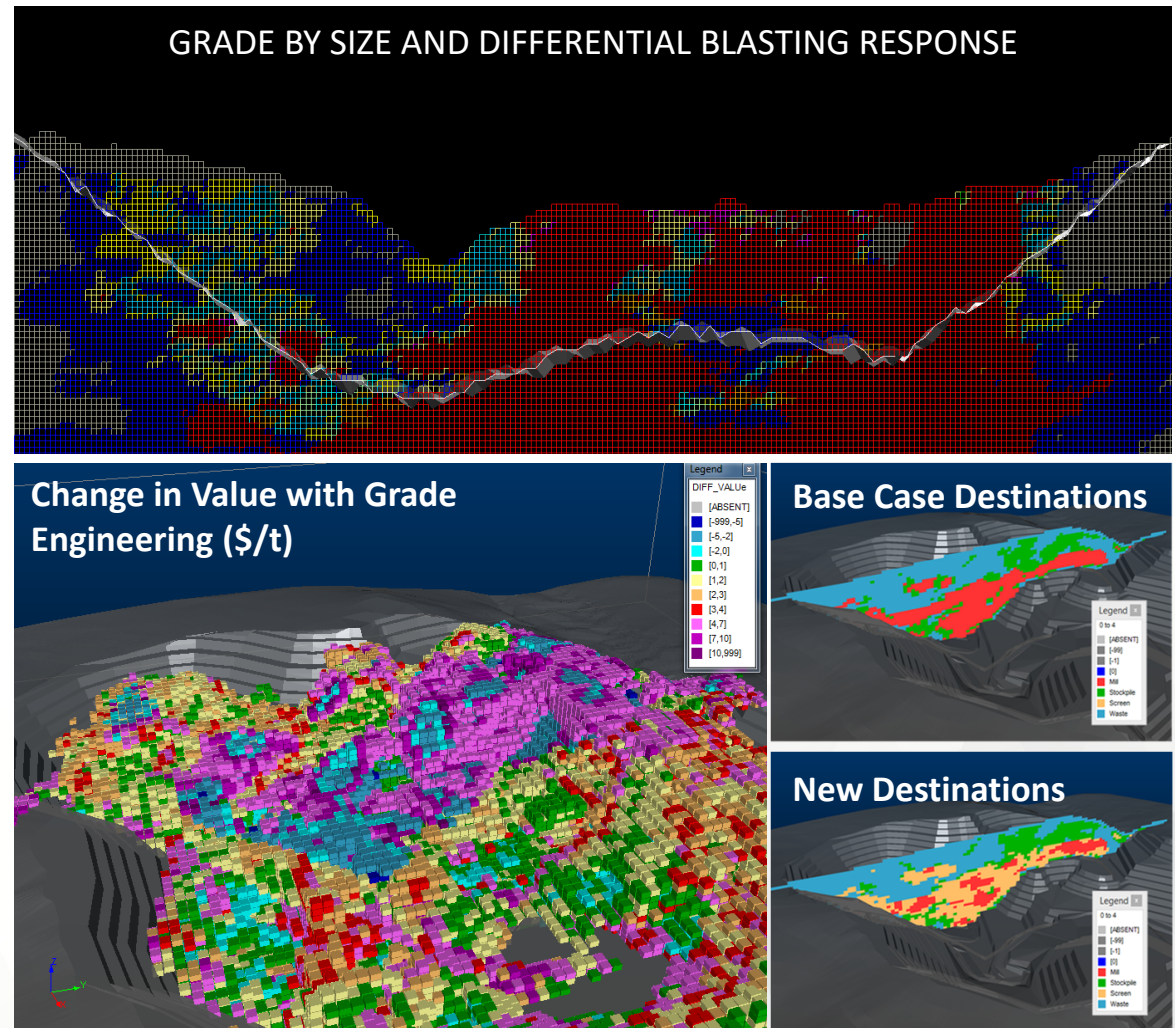 GRADE BY SIZE AND DIFFERENTIAL BLASTING RESPONSE
Change in Value with Grade
Engineering ($/t)
Legend
DIFF_VALUe
[ABSENT]
[-999,-5]
[-5,-2]
[-2,0]
[0,1]
[1,2]
[2,3]
[3,4]
[4,7]
[7,10]
[10,999]
Z
Y
Base Case Destinations
Legend
0 to 4
[ABSENT]
[-99]
[-1]
[0]
Mill
Stockpile
Screen
Waste
New Destinations
Legend
0 to 4
[ABSENT]
[-99]
[-1]
[0]
Mill
Stockpile
Screen
Waste